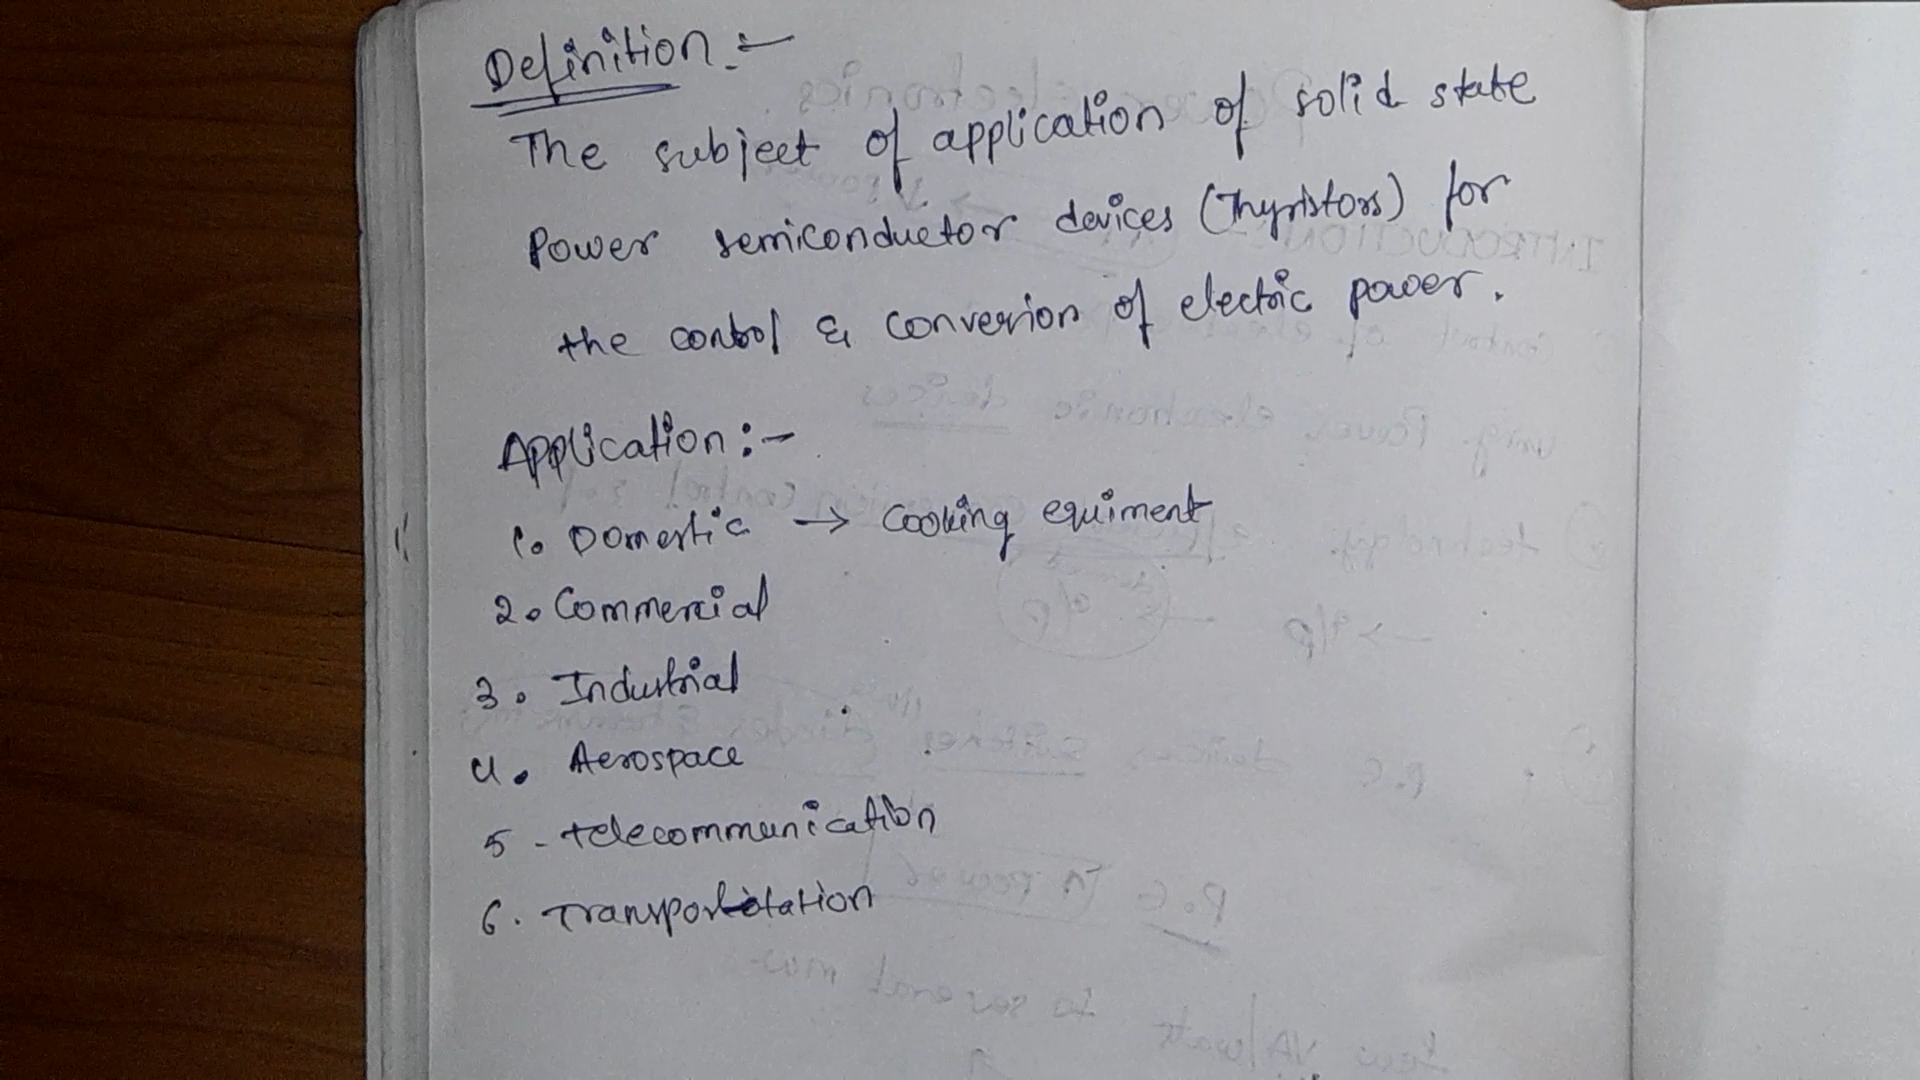 Definition :-
The subject of application of solid state
Power semiconductor devices (Thyristors) for
the control & conversion of electric power.
Application :-
1. Domestic → Cooking equiment
2. Commercial
3. Industrial
4. Aerospace
5 - telecommunication
6. Transportation